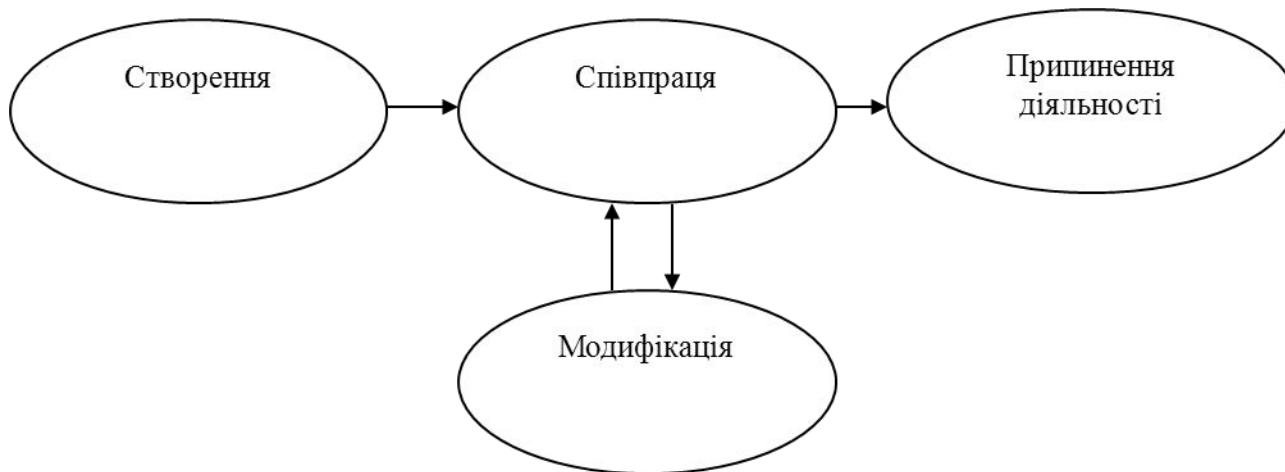 Створення
Співпраця
Припинення
діяльності
Модифікація